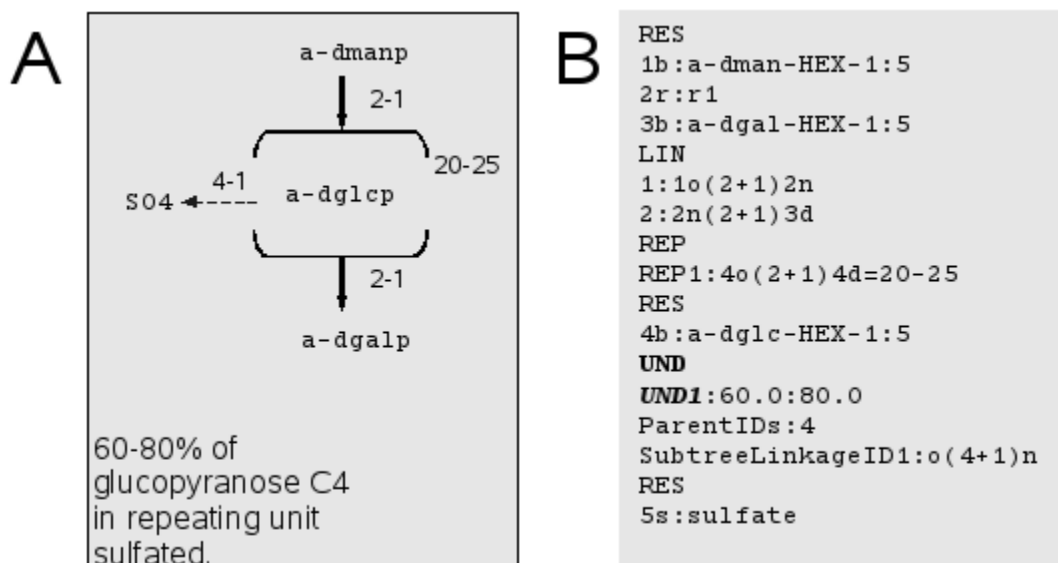 A
a-dmanp
2-1
20-25
4-1
SO4
a-dglcp
2-1
a-dgalp
60-80% of
glucopyranose C4
in repeating unit
sulfated.
B
RES
1b:a-dman-HEX-1:5
2r:r1
3b:a-dgal-HEX-1:5
LIN
1:1o(2+1)2n
2:2n(2+1)3d
REP
REP1:4o(2+1)4d=20-25
RES
4b:a-dglc-HEX-1:5
UND
UND1:60.0:80.0
ParentIDs:4
SubtreeLinkageID1:o(4+1)n
RES
5s:sulfate